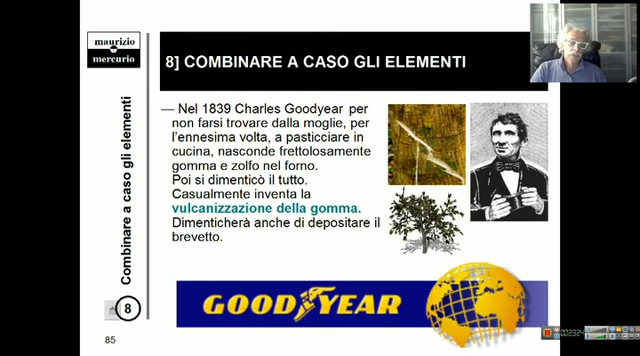 maurizio
mercurio
8] COMBINARE A CASO GLI ELEMENTI
Combinare a caso gli elementi
— Nel 1839 Charles Goodyear per
non farsi trovare dalla moglie, per
l'ennesima volta, a pasticciare in
cucina, nasconde frettolosamente
gomma e zolfo nel forno.
Poi si dimenticò il tutto.
Casualmente inventa la
vulcanizzazione della gomma.
Dimenticherà anche di depositare il
brevetto.
GOODYEAR
8
85